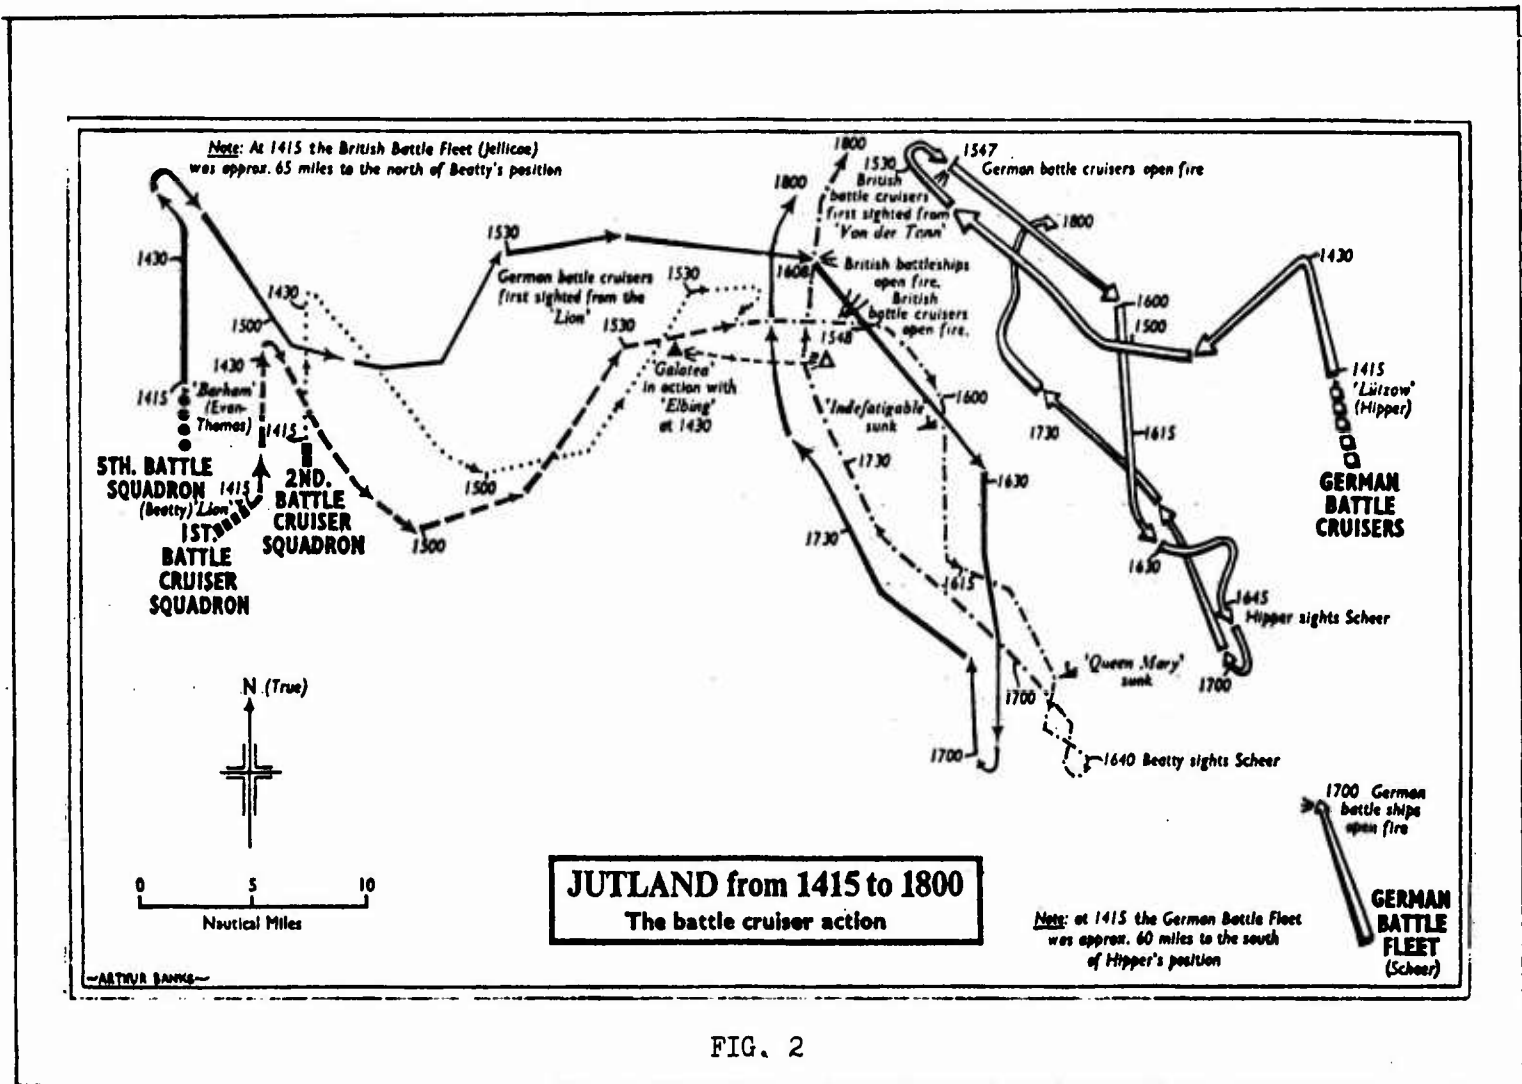 Note: At 1415 the British Battle Fleet (Jellicoe)
was approx. 65 miles to the north of Beatty's position
1430
1415
'Barham'
(Evan-
Thomas)
5TH. BATTLE
SQUADRON
1415
(Beatty) 'Lion'
1ST.
BATTLE
CRUISER
SQUADRON
1430
1500
1430
1415
2ND.
BATTLE
CRUISER
SQUADRON
1500
1500
1530
German battle cruisers
first sighted from the
'Lion'
1530
1530
'Galatea'
in action with
'Elbing'
at 1430
1800
1800
1608
1530
British
battle cruisers
first sighted from
'Von der Tann'
1547
German battle cruisers open fire
British battleships
open fire.
British
battle cruisers
open fire.
1548
1800
1600
1500
1430
1415
'Lützow'
(Hipper)
GERMAN
BATTLE
CRUISERS
'Indefatigable'
sunk
1600
1730
1615
1730
1630
1730
1615
1630
1645
Hipper sights Scheer
1700
'Queen Mary'
sunk
1700
1700
1640 Beatty sights Scheer
N (True)
0 5 10
Nautical Miles
JUTLAND from 1415 to 1800
The battle cruiser action
1700 German
battle ships
open fire
GERMAN
BATTLE
FLEET
(Scheer)
Note: at 1415 the German Battle Fleet
was approx. 60 miles to the south
of Hipper's position
~ARTHUR BANKS~
FIG. 2